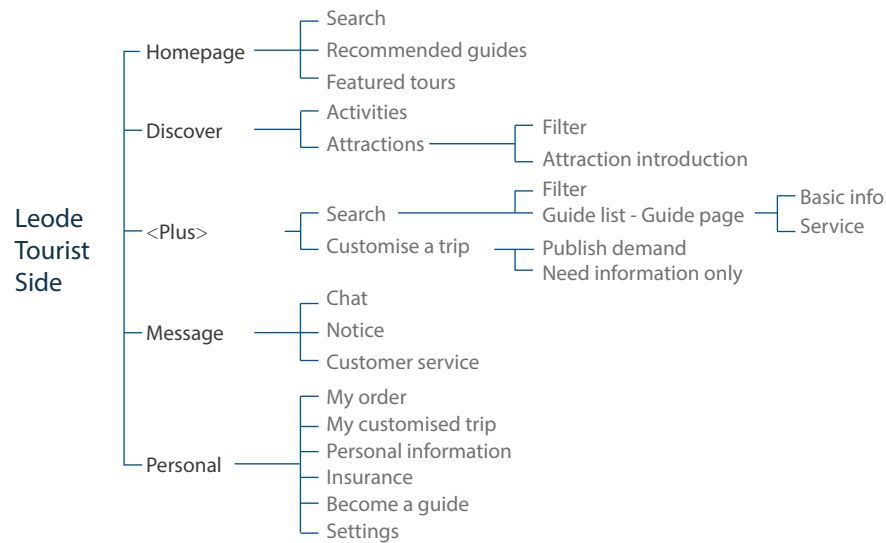 Leode
Tourist
Side
Homepage
Search
Recommended guides
Featured tours
Discover
Activities
Attractions
Filter
Attraction introduction
<Plus>
Search
Filter
Guide list - Guide page
Basic info
Service
Customise a trip
Publish demand
Need information only
Message
Chat
Notice
Customer service
Personal
My order
My customised trip
Personal information
Insurance
Become a guide
Settings